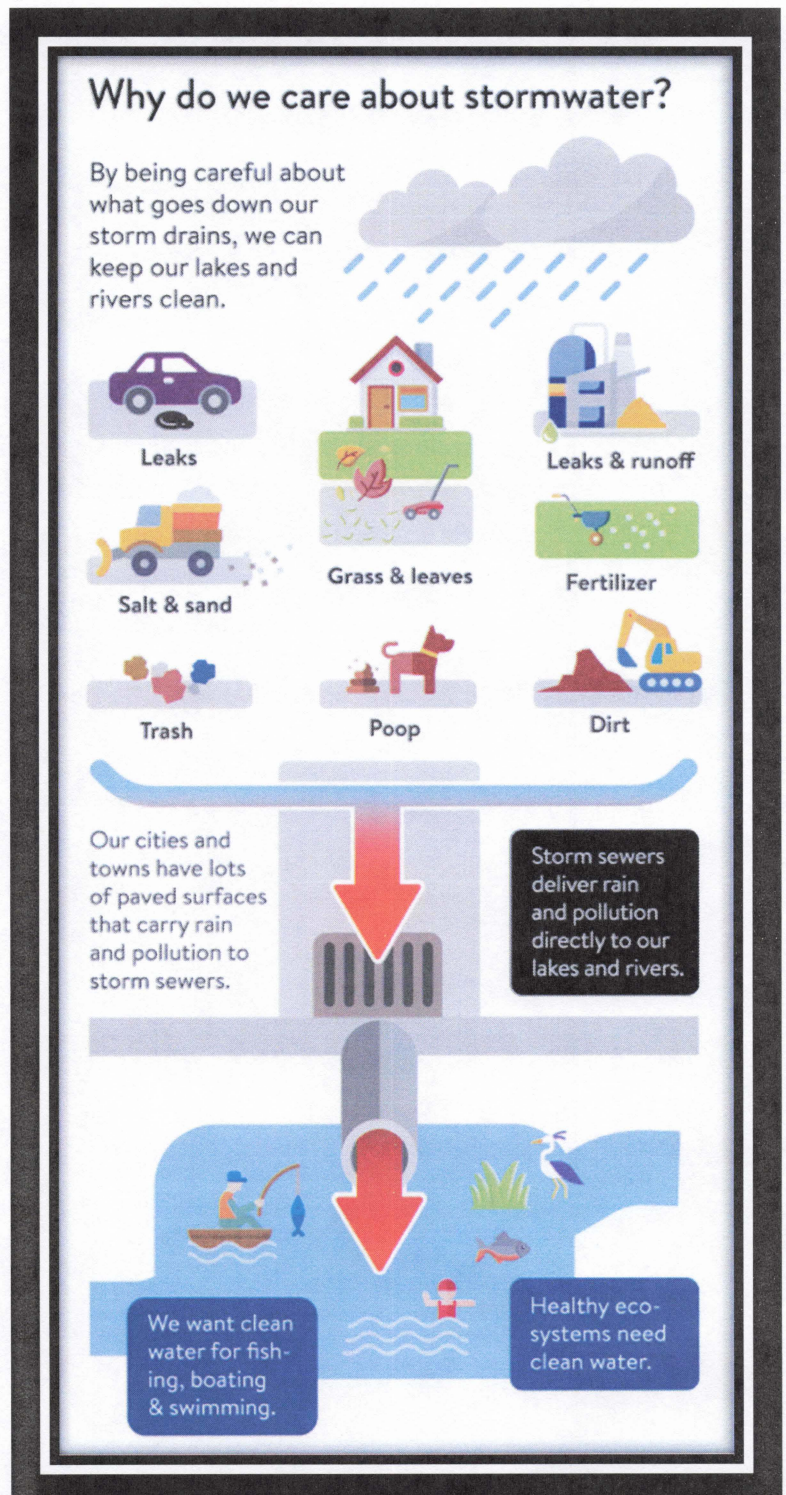 Why do we care about stormwater?
By being careful about
what goes down our
storm drains, we can
keep our lakes and
rivers clean.
Leaks
Grass & leaves
Leaks & runoff
Salt & sand
Fertilizer
Trash
Poop
Dirt
Our cities and
towns have lots
of paved surfaces
that carry rain
and pollution to
storm sewers.
Storm sewers
deliver rain
and pollution
directly to our
lakes and rivers.
We want clean
water for fish-
ing, boating
& swimming.
Healthy eco-
systems need
clean water.